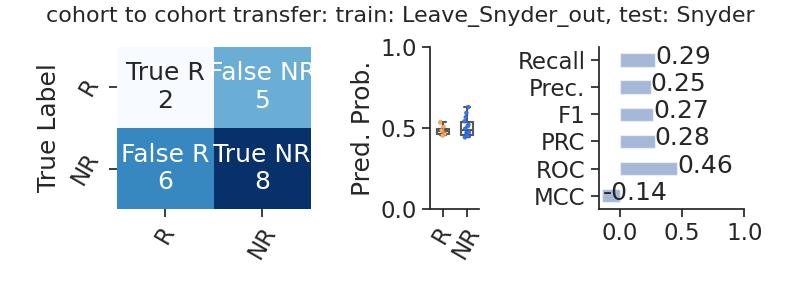 cohort to cohort transfer: train: Leave_Snyder_out, test: Snyder
True Label
R
NR
True R
2
False NR
5
False R
6
True NR
8
R
NR
Pred. Prob.
1.0
0.5
0.0
R
NR
Recall
0.29
Prec.
0.25
F1
0.27
PRC
0.28
ROC
0.46
MCC
-0.14
0.0
0.5
1.0